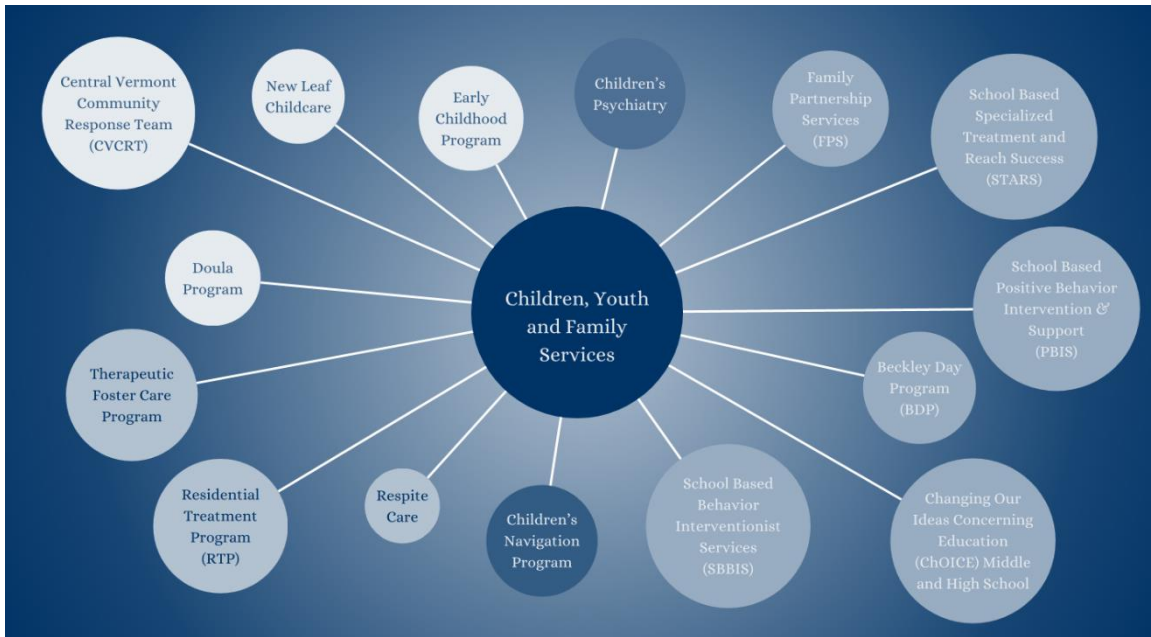 Central Vermont
Community
Response Team
(CVCRT)
New Leaf
Childcare
Early
Childhood
Program
Children's
Psychiatry
Family
Partnership
Services
(FPS)
School Based
Specialized
Treatment and
Reach Success
(STARS)
Doula
Program
Children, Youth
and Family
Services
School Based
Positive Behavior
Intervention &
Support
(PBIS)
Therapeutic
Foster Care
Program
Beckley Day
Program
(BDP)
Residential
Treatment
Program
(RTP)
Respite
Care
Children's
Navigation
Program
School Based
Behavior
Interventionist
Services
(SBBIS)
Changing Our
Ideas Concerning
Education
(ChOICE) Middle
and High School